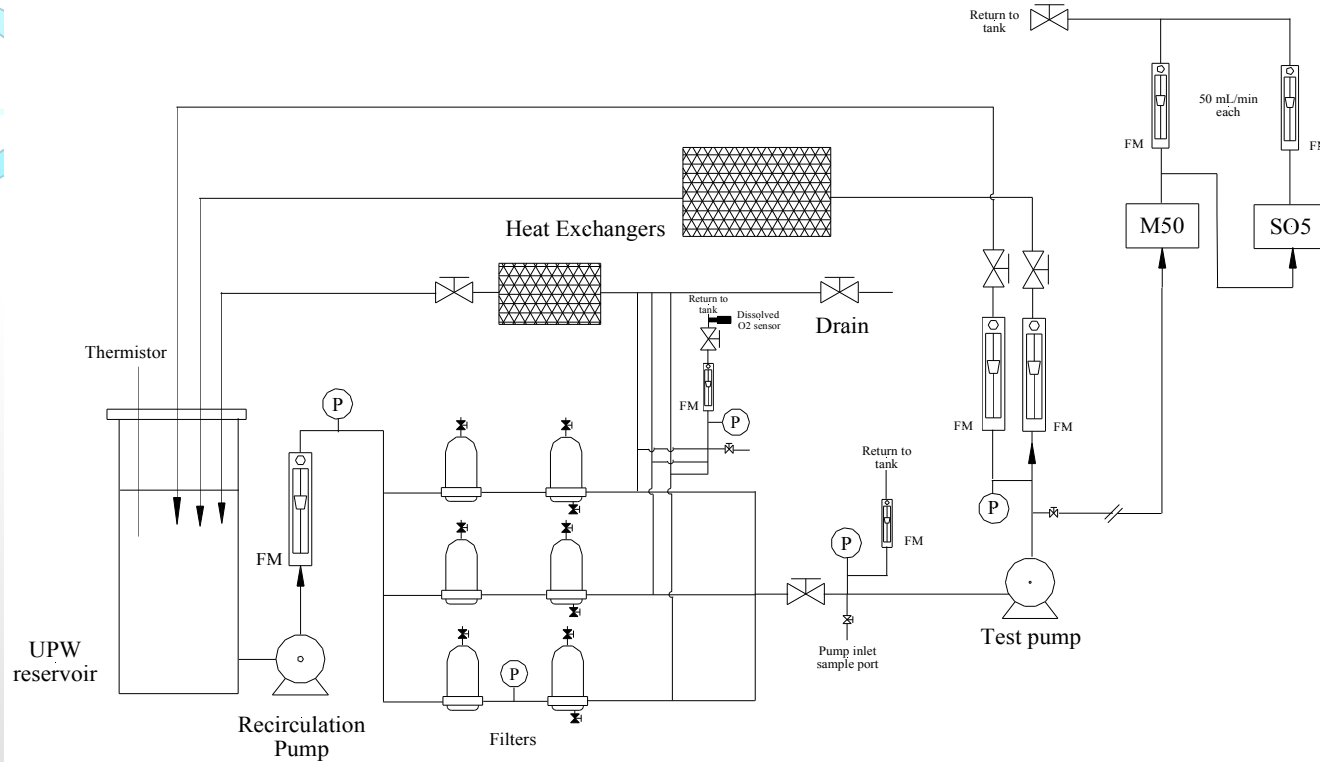 Return to
tank
50 mL/min
each
FM
FM
M50
SO5
Heat Exchangers
Return to
tank
Dissolved
O2 sensor
Drain
Thermistor
P
FM
P
FM
FM
Return to
tank
P
P
FM
FM
UPW
reservoir
P
Test pump
Pump inlet
sample port
Recirculation
Pump
Filters